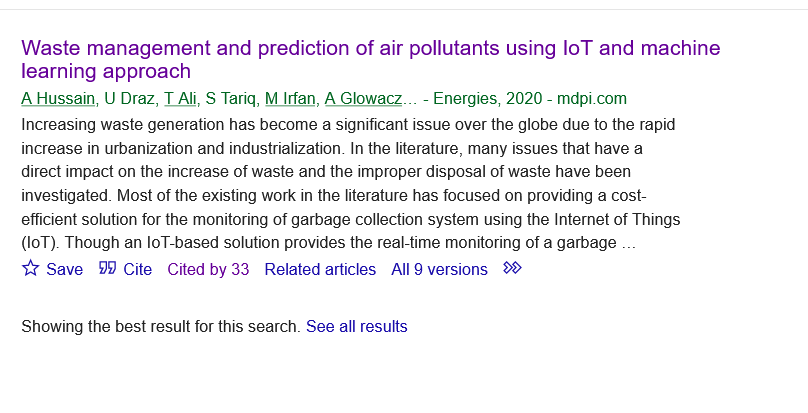 Waste management and prediction of air pollutants using IoT and machine
learning approach
A Hussain, U Draz, T Ali, S Tariq, M Irfan, A Glowacz… - Energies, 2020 - mdpi.com
Increasing waste generation has become a significant issue over the globe due to the rapid
increase in urbanization and industrialization. In the literature, many issues that have a
direct impact on the increase of waste and the improper disposal of waste have been
investigated. Most of the existing work in the literature has focused on providing a cost-
efficient solution for the monitoring of garbage collection system using the Internet of Things
(IoT). Though an IoT-based solution provides the real-time monitoring of a garbage …
Save Cite Cited by 33 Related articles All 9 versions
Showing the best result for this search. See all results